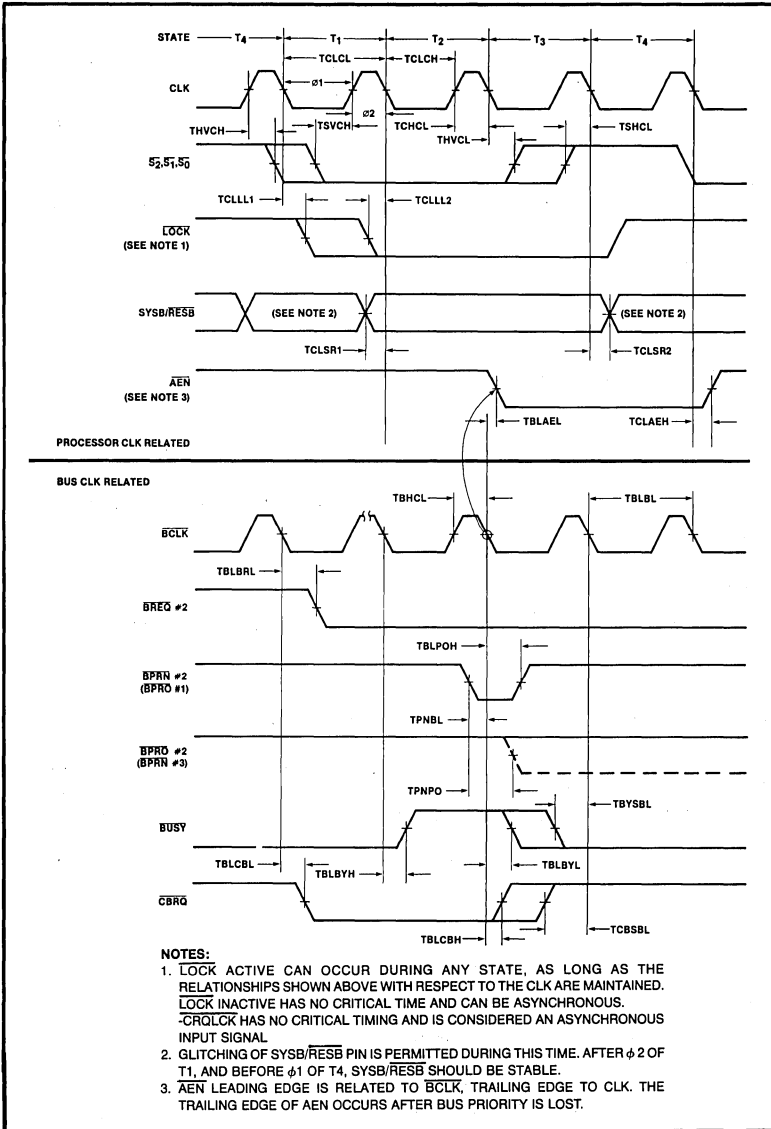 STATE T4 T1 T2 T3 T4
TCLCL TCLCH
ø1
CLK
ø2
THVCH TSVCH TCHCL THVCL TSHCL
S2,S1,S0
TCLLL1 TCLLL2
LOCK
(SEE NOTE 1)
SYSB/RESB (SEE NOTE 2) (SEE NOTE 2)
TCLSR1 TCLSR2
AEN
(SEE NOTE 3)
TBLAEL TCLAEH
PROCESSOR CLK RELATED
BUS CLK RELATED
TBHCL TBLBL
BCLK
TBLBRL
BREQ #2
TBLPOH
BPRN #2
(BPRO #1)
TPNBL
BPRO #2
(BPRN #3)
TPNPO TBYSBL
BUSY
TBLCBL TBLBYH TBLBYL
CBRQ
TBLCBH TCBSBL
NOTES:
1. LOCK ACTIVE CAN OCCUR DURING ANY STATE, AS LONG AS THE
RELATIONSHIPS SHOWN ABOVE WITH RESPECT TO THE CLK ARE MAINTAINED.
LOCK INACTIVE HAS NO CRITICAL TIME AND CAN BE ASYNCHRONOUS.
-CRQLCK HAS NO CRITICAL TIMING AND IS CONSIDERED AN ASYNCHRONOUS
INPUT SIGNAL
2. GLITCHING OF SYSB/RESB PIN IS PERMITTED DURING THIS TIME. AFTER ϕ2 OF
T1, AND BEFORE ϕ1 OF T4, SYSB/RESB SHOULD BE STABLE.
3. AEN LEADING EDGE IS RELATED TO BCLK, TRAILING EDGE TO CLK. THE
TRAILING EDGE OF AEN OCCURS AFTER BUS PRIORITY IS LOST.